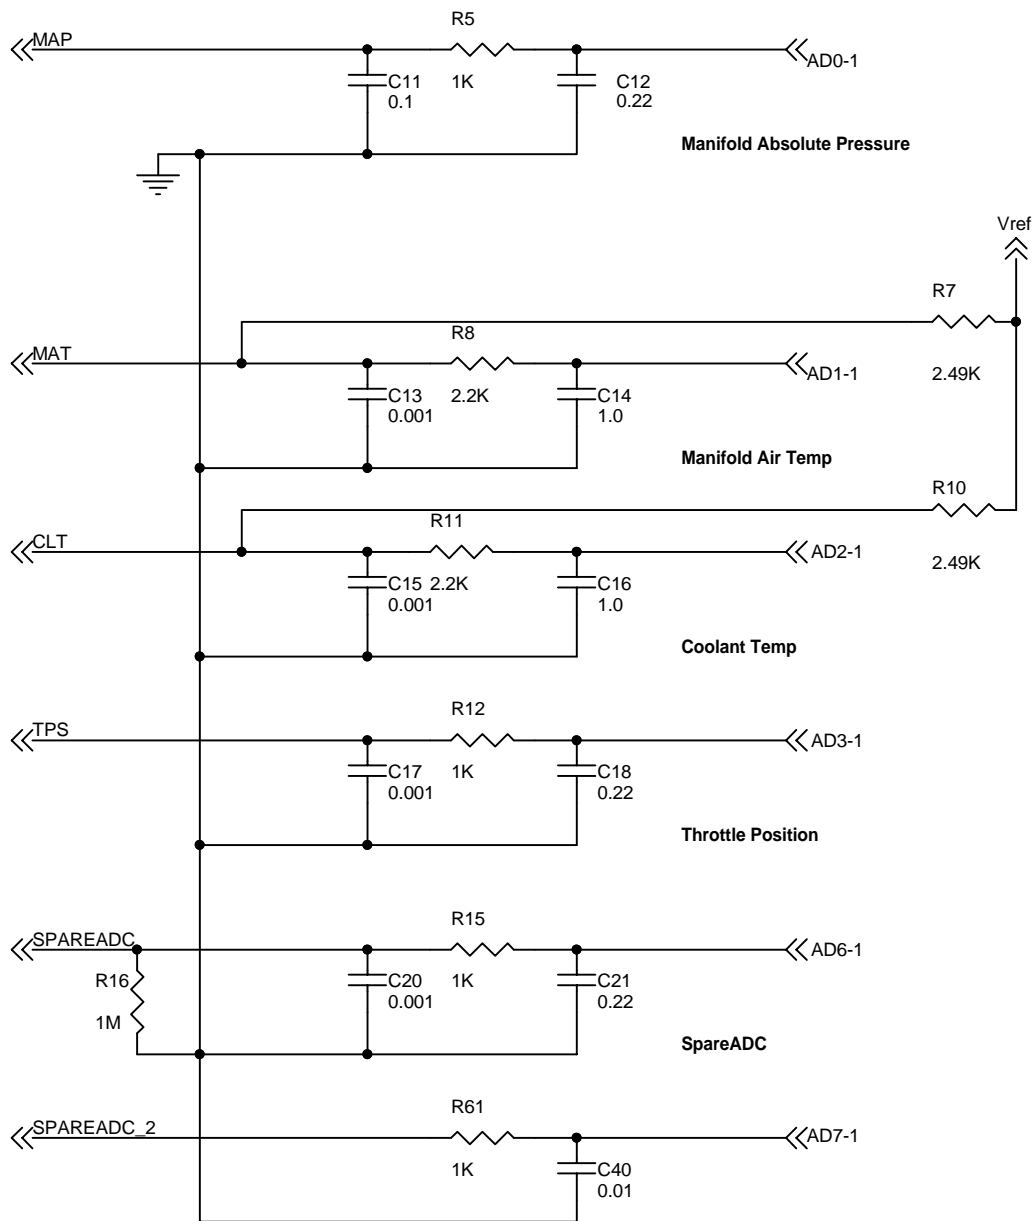 R5
MAP
AD0-1
C11
1K
C12
0.1
0.22
Manifold Absolute Pressure
Vref
R7
R8
MAT
AD1-1
C13
2.2K
C14
2.49K
0.001
1.0
Manifold Air Temp
R10
R11
CLT
AD2-1
C15
2.2K
C16
2.49K
0.001
1.0
Coolant Temp
R12
TPS
AD3-1
C17
1K
C18
0.001
0.22
Throttle Position
R15
SPAREADC
AD6-1
R16
C20
1K
C21
0.001
0.22
1M
SpareADC
R61
SPAREADC_2
AD7-1
1K
C40
0.01